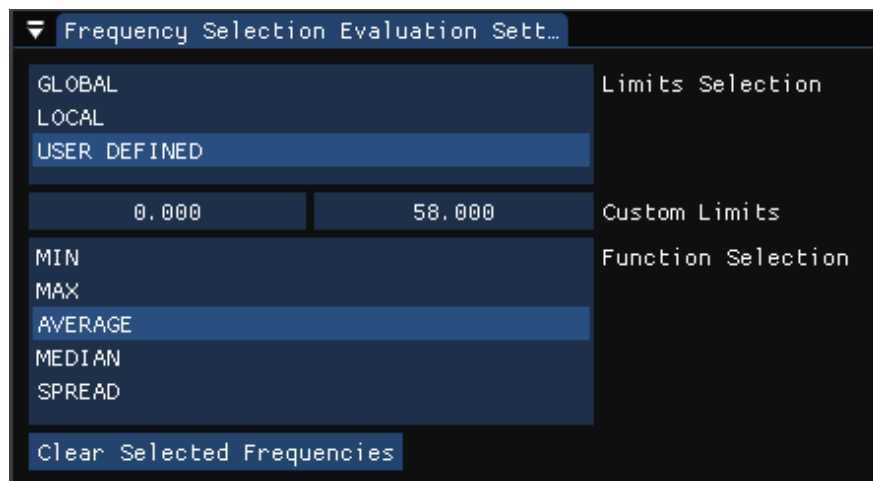 Frequency Selection Evaluation Sett…
GLOBAL
Limits Selection
LOCAL
USER DEFINED
0.000 58.000 Custom Limits
MIN
Function Selection
MAX
AVERAGE
MEDIAN
SPREAD
Clear Selected Frequencies